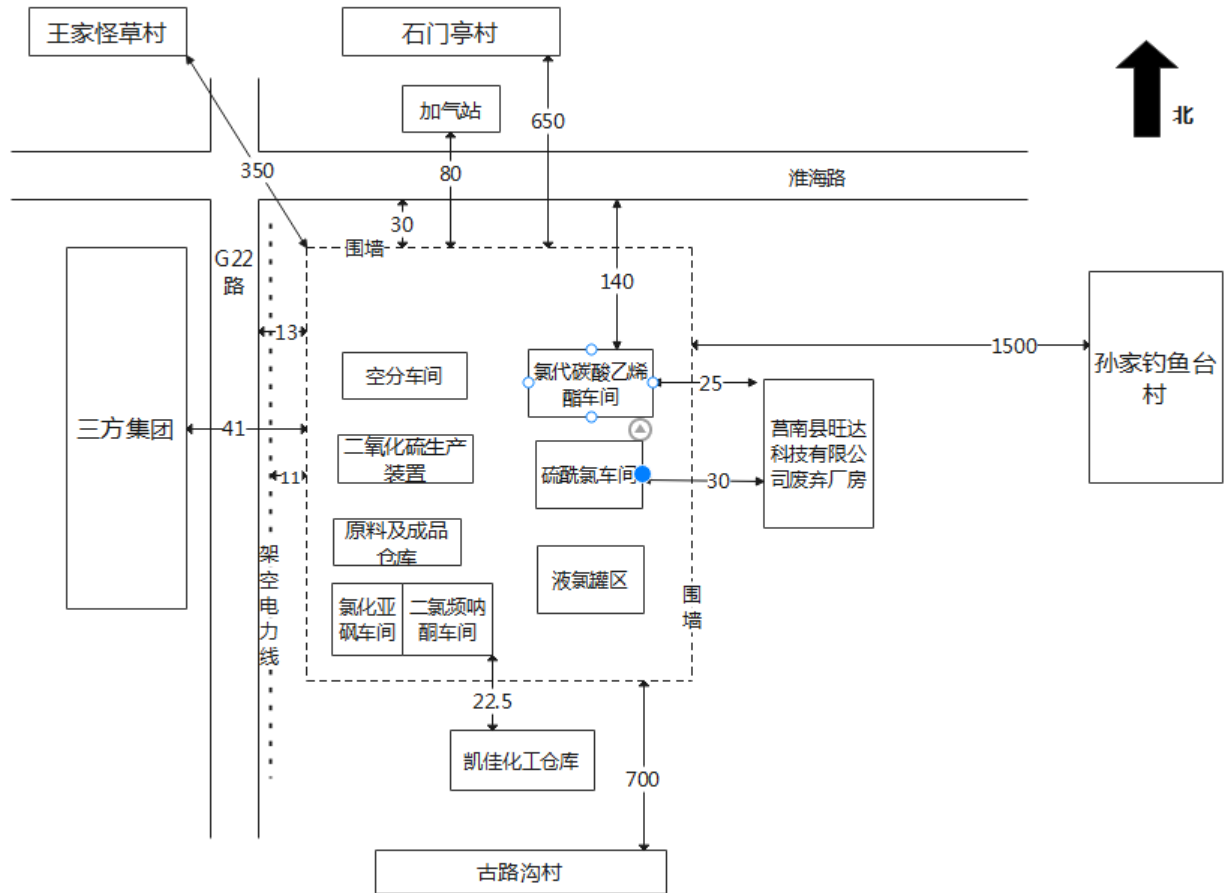 王家怪草村
石门亭村
加气站
650
北
350
80
淮海路
30
围墙
G22
路
140
13
1500
空分车间
氯代碳酸乙烯
酯车间
25
孙家钓鱼台
村
三方集团
41
二氧化硫生产
装置
莒南县旺达
科技有限公
司废弃厂房
11
硫酰氯车间
30
原料及成品
仓库
架空电力线
液氯罐区
围墙
氯化亚
砜车间
二氯频呐
酮车间
22.5
凯佳化工仓库
700
古路沟村